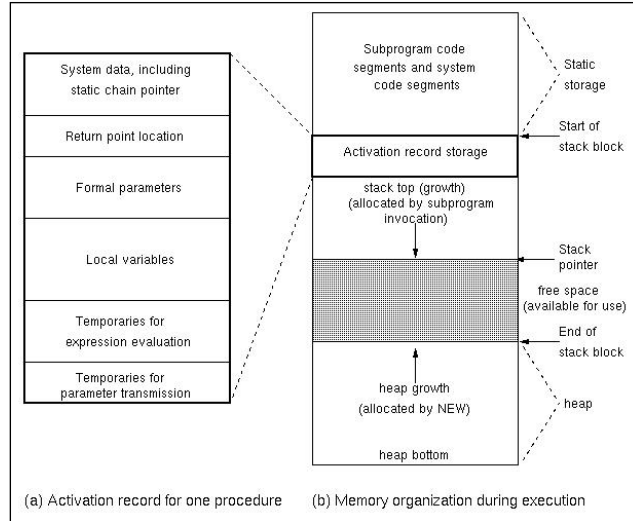 System data, including
static chain pointer
Return point location
Formal parameters
Local variables
Temporaries for
expression evaluation
Temporaries for
parameter transmission
(a) Activation record for one procedure
Subprogram code
segments and system
code segments
Activation record storage
stack top (growth)
(allocated by subprogram
invocation)
heap growth
(allocated by NEW)
heap bottom
Static
storage
Start of
stack block
Stack
pointer
free space
(available for use)
End of
stack block
heap
(b) Memory organization during execution